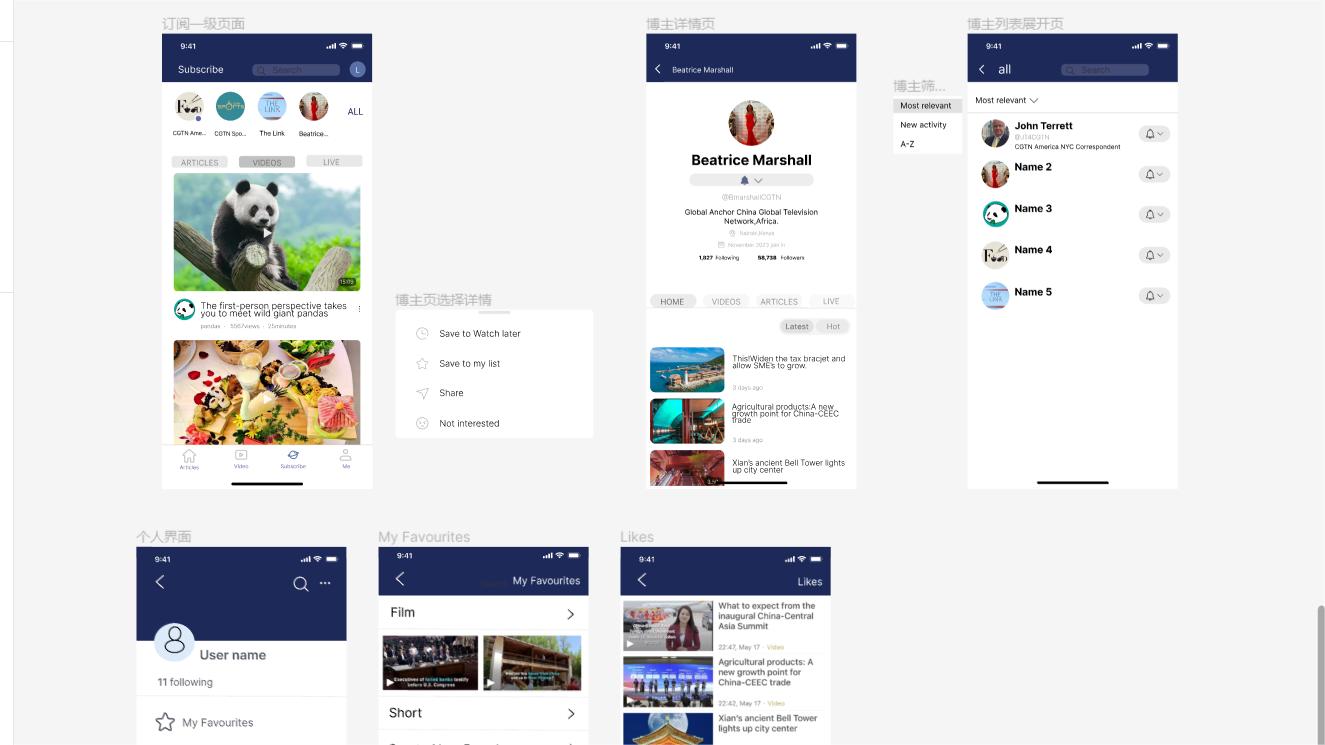 订阅一级页面
9:41
Subscribe
Search
L
CGTN Ame...
CGTN Spo...
The Link
Beatrice...
ALL
ARTICLES
VIDEOS
LIVE
15:09
The first-person perspective takes
you to meet wild giant pandas
pandas · 5567views · 25minutes
Articles
Video
Subscribe
Me
博主页选择详情
Save to Watch later
Save to my list
Share
Not interested
博主详情页
9:41
Beatrice Marshall
Beatrice Marshall
@BmarshallCGTN
Global Anchor China Global Television
Network,Africa.
Nairobi,Kenya
November 2023 join in
1,827 Following
58,738 Followers
HOME
VIDEOS
ARTICLES
LIVE
Latest
Hot
This!Widen the tax bracjet and
allow SME's to grow.
3 days ago
Agricultural products:A new
growth point for China-CEEC
trade
3 days ago
Xian's ancient Bell Tower lights
up city center
博主筛...
Most relevant
New activity
A-Z
博主列表展开页
9:41
all
Search
Most relevant
John Terrett
@JT4CGTN
CGTN America NYC Correspondent
Name 2
Name 3
Name 4
Name 5
个人界面
9:41
User name
11 following
My Favourites
My Favourites
9:41
My Favourites
Film
Executives of failed banks testify
before U.S. Congress
Short
Likes
9:41
Likes
What to expect from the
inaugural China-Central
Asia Summit
22:47, May 17 · Video
Agricultural products: A
new growth point for
China-CEEC trade
22:42, May 17 · Video
Xian's ancient Bell Tower
lights up city center